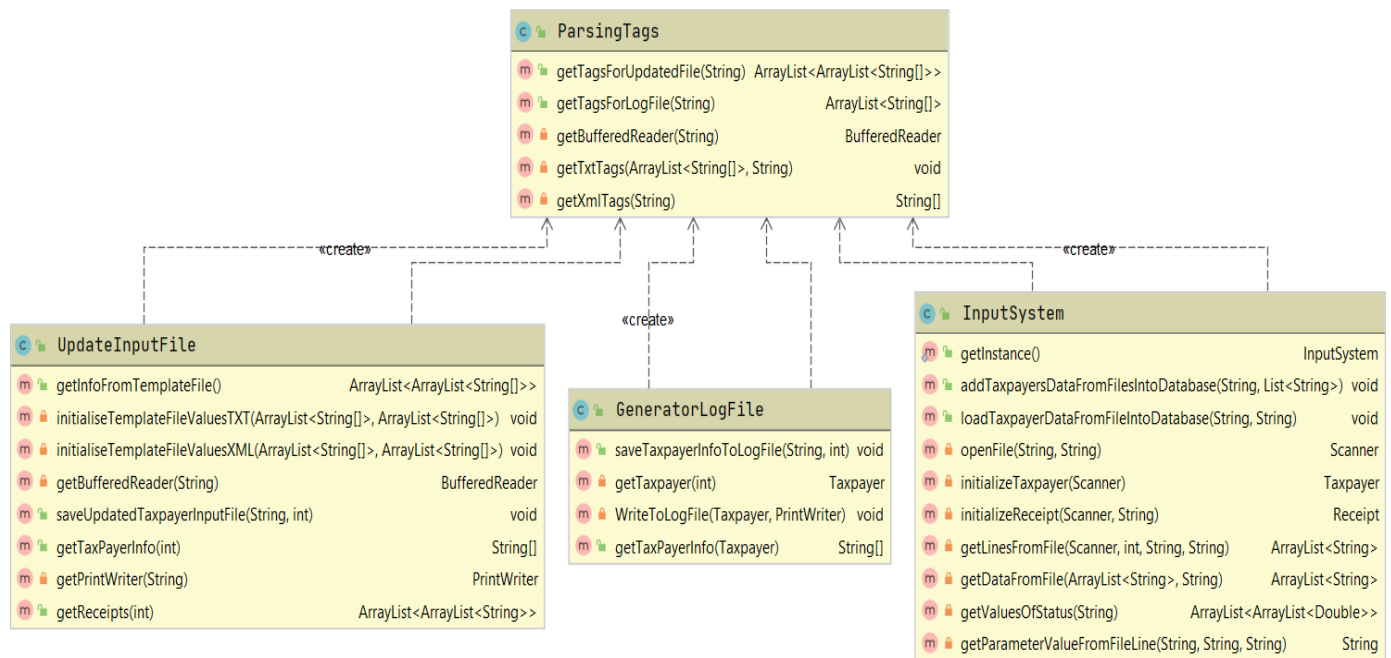 ParsingTags
getTagsForUpdatedFile(String) ArrayList<ArrayList<String[]>>
getTagsForLogFile(String) ArrayList<String[]>
getBufferedReader(String) BufferedReader
getTxtTags(ArrayList<String[]>, String) void
getXmlTags(String) String[]
«create»
«create»
«create»
UpdateInputFile
getInfoFromTemplateFile() ArrayList<ArrayList<String[]>>
initialiseTemplateFileValuesTXT(ArrayList<String[]>, ArrayList<String[]>) void
initialiseTemplateFileValuesXML(ArrayList<String[]>, ArrayList<String[]>) void
getBufferedReader(String) BufferedReader
saveUpdatedTaxpayerInputFile(String, int) void
getTaxPayerInfo(int) String[]
getPrintWriter(String) PrintWriter
getReceipts(int) ArrayList<ArrayList<String>>
GeneratorLogFile
saveTaxpayerInfoToLogFile(String, int) void
getTaxpayer(int) Taxpayer
WriteToLogFile(Taxpayer, PrintWriter) void
getTaxPayerInfo(Taxpayer) String[]
InputSystem
getInstance() InputSystem
addTaxpayersDataFromFilesIntoDatabase(String, List<String>) void
loadTaxpayerDataFromFileIntoDatabase(String, String) void
openFile(String, String) Scanner
initializeTaxpayer(Scanner) Taxpayer
initializeReceipt(Scanner, String) Receipt
getLinesFromFile(Scanner, int, String, String) ArrayList<String>
getDataFromFile(ArrayList<String>, String) ArrayList<String>
getValuesOfStatus(String) ArrayList<ArrayList<Double>>
getParameterValueFromFileLine(String, String, String) String